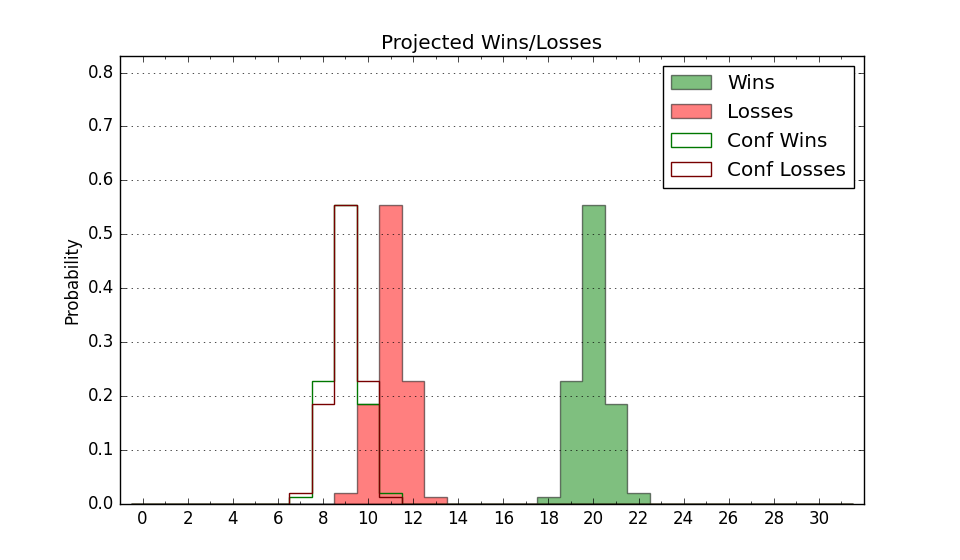 Projected Wins/Losses
0.8
0.7
0.6
0.5
0.4
0.3
0.2
0.1
0.0
Probability
Wins
Losses
Conf Wins
Conf Losses
0 2 4 6 8 10 12 14 16 18 20 22 24 26 28 30